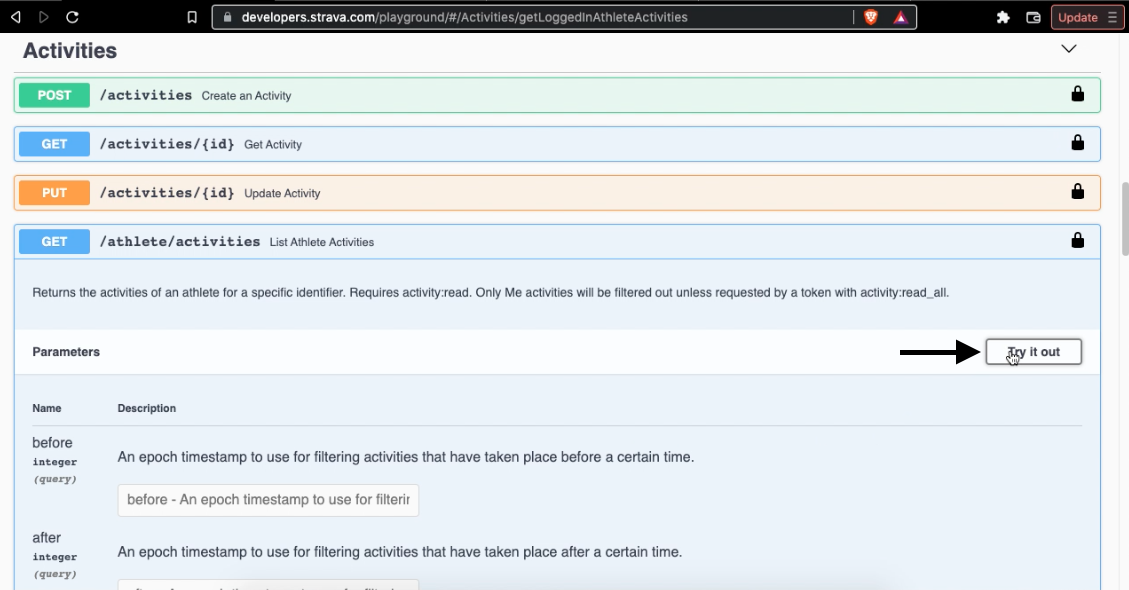 developers.strava.com/playground/#/Activities/getLoggedInAthleteActivities
Update
Activities
POST /activities Create an Activity
GET /activities/{id} Get Activity
PUT /activities/{id} Update Activity
GET /athlete/activities List Athlete Activities
Returns the activities of an athlete for a specific identifier. Requires activity:read. Only Me activities will be filtered out unless requested by a token with activity:read_all.
Parameters
Try it out
Name Description
before
integer
(query)
An epoch timestamp to use for filtering activities that have taken place before a certain time.
before - An epoch timestamp to use for filterir
after
integer
(query)
An epoch timestamp to use for filtering activities that have taken place after a certain time.